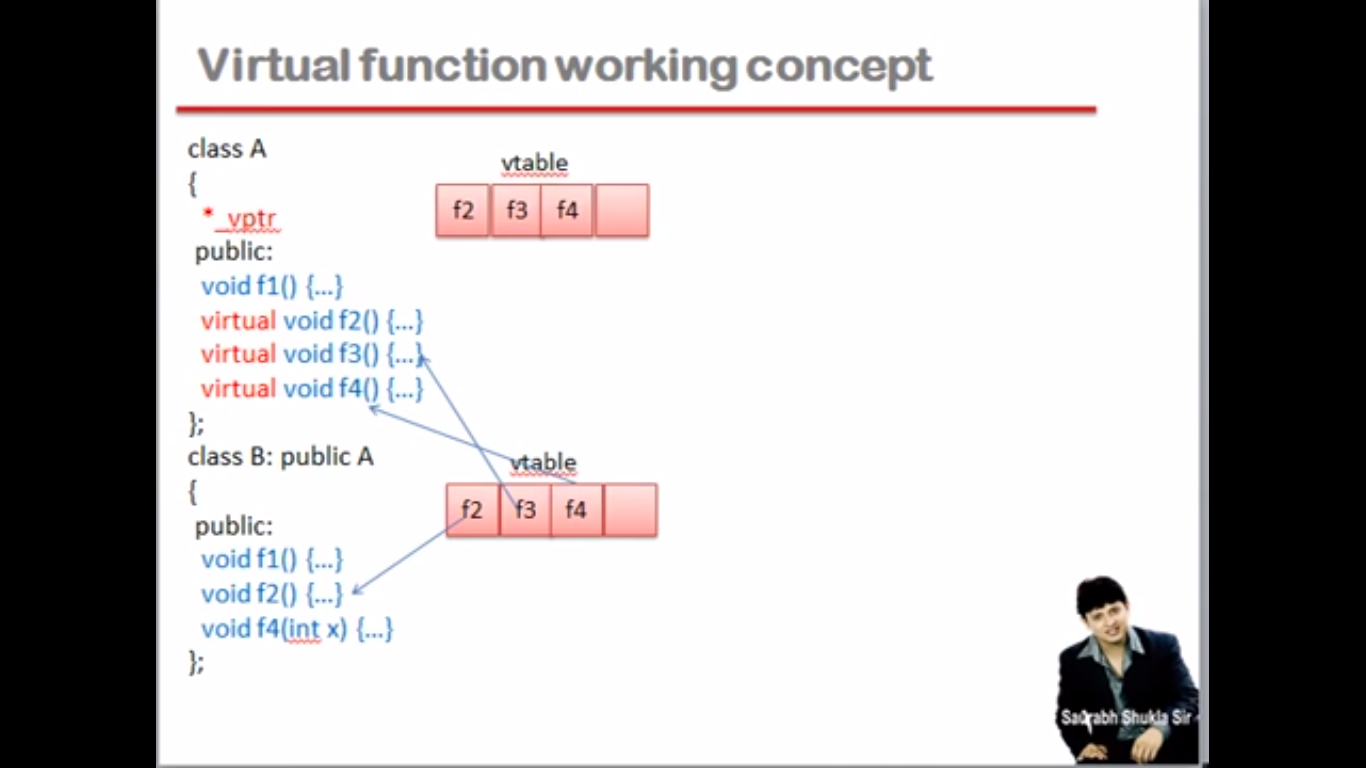 Virtual function working concept
class A
{
*_vptr
public:
void f1() {...}
virtual void f2() {...}
virtual void f3() {...}
virtual void f4() {...}
};
vtable
f2 f3 f4
class B: public A
{
public:
void f1() {...}
void f2() {...}
void f4(int x) {...}
};
vtable
f2 f3 f4
Saurabh Shukla Sir